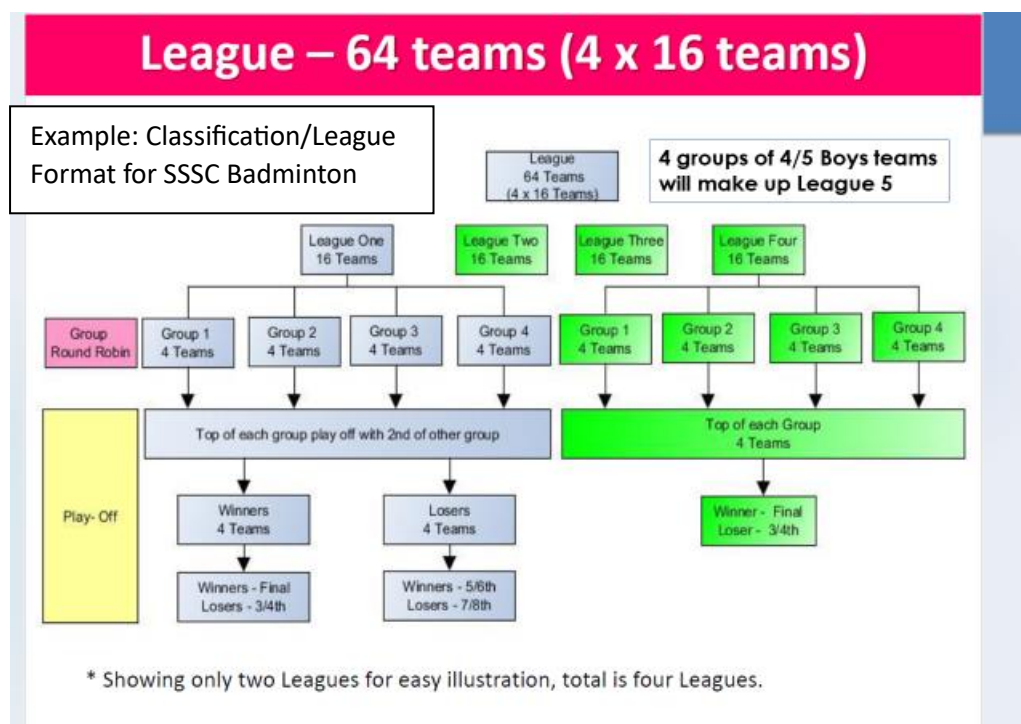 League – 64 teams (4 x 16 teams)
Example: Classification/League
Format for SSSC Badminton
League
64 Teams
(4 x 16 Teams)
4 groups of 4/5 Boys teams
will make up League 5
League One
16 Teams
League Two
16 Teams
League Three
16 Teams
League Four
16 Teams
Group
Round Robin
Group 1
4 Teams
Group 2
4 Teams
Group 3
4 Teams
Group 4
4 Teams
Group 1
4 Teams
Group 2
4 Teams
Group 3
4 Teams
Group 4
4 Teams
Play- Off
Top of each group play off with 2nd of other group
Top of each Group
4 Teams
Winners
4 Teams
Losers
4 Teams
Winner - Final
Loser - 3/4th
Winners - Final
Losers - 3/4th
Winners - 5/6th
Losers - 7/8th
* Showing only two Leagues for easy illustration, total is four Leagues.